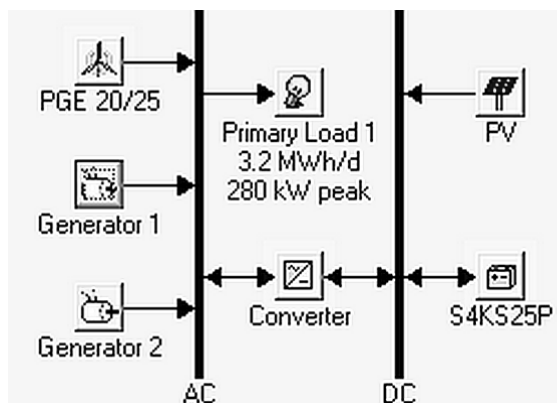 PGE 20/25
Primary Load 1
3.2 MWh/d
280 kW peak
PV
Generator 1
Generator 2
Converter
S4KS25P
AC
DC